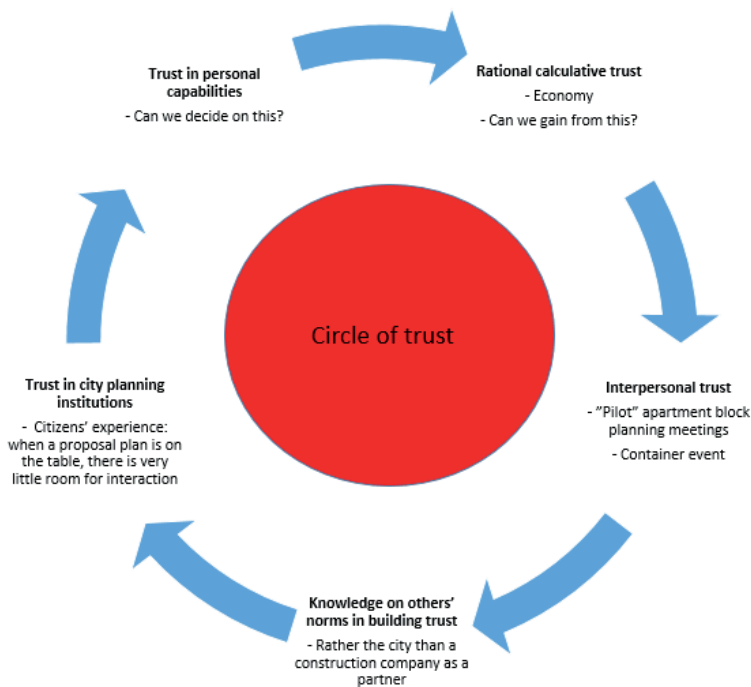 Trust in personal
capabilities
- Can we decide on this?
Rational calculative trust
- Economy
- Can we gain from this?
Circle of trust
Interpersonal trust
- ”Pilot” apartment block
planning meetings
- Container event
Knowledge on others’
norms in building trust
- Rather the city than a
construction company as a
partner
Trust in city planning
institutions
- Citizens’ experience:
when a proposal plan is on
the table, there is very
little room for interaction